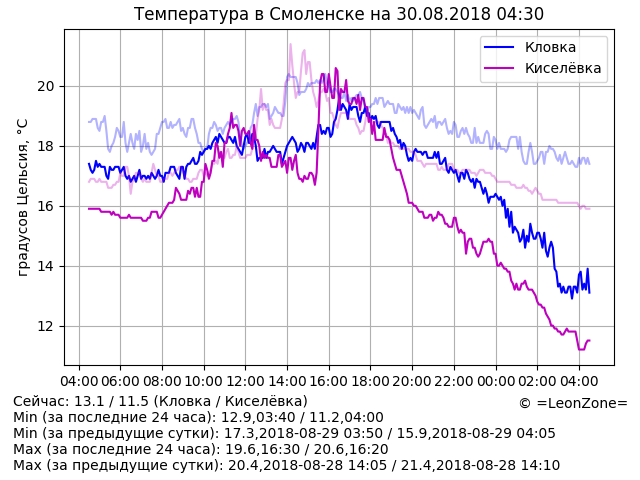 Температура в Смоленске на 30.08.2018 04:30
Кловка
Киселёвка
градусов Цельсия, °C
20
18
16
14
12
04:00 06:00 08:00 10:00 12:00 14:00 16:00 18:00 20:00 22:00 00:00 02:00 04:00
Сейчас: 13.1 / 11.5 (Кловка / Киселёвка)
© =LeonZone=
Min (за последние 24 часа): 12.9,03:40 / 11.2,04:00
Min (за предыдущие сутки): 17.3,2018-08-29 03:50 / 15.9,2018-08-29 04:05
Max (за последние 24 часа): 19.6,16:30 / 20.6,16:20
Max (за предыдущие сутки): 20.4,2018-08-28 14:05 / 21.4,2018-08-28 14:10